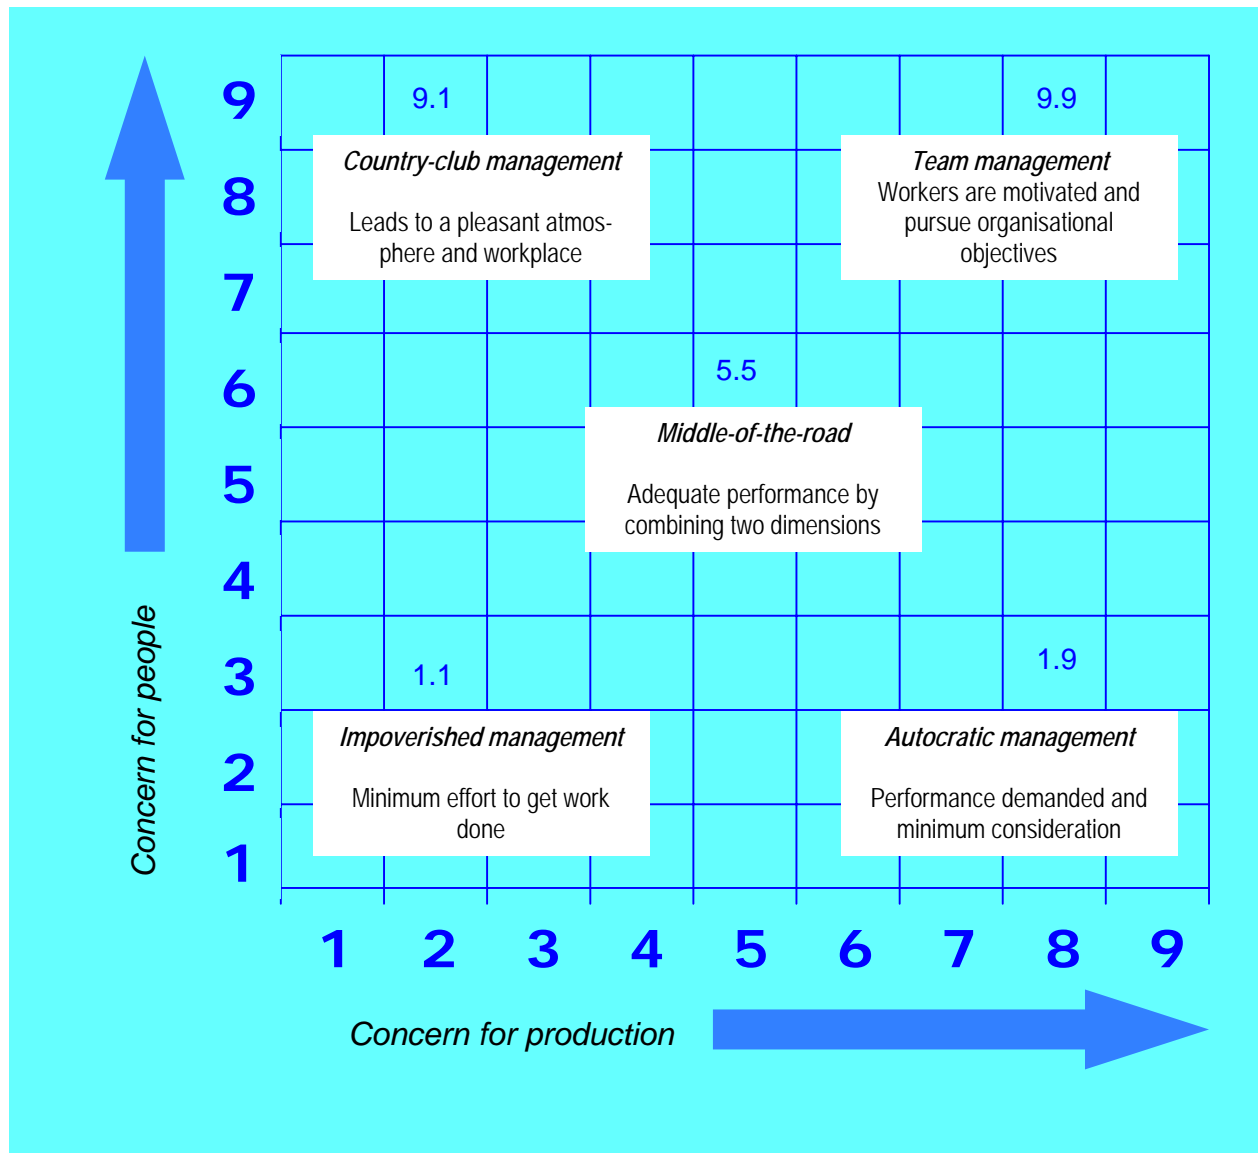 9
9.1
9.9
Country-club management
Leads to a pleasant atmos-
phere and workplace
Team management
Workers are motivated and
pursue organisational
objectives
8
7
6
5.5
Middle-of-the-road
Adequate performance by
combining two dimensions
5
4
3
1.1
1.9
Impoverished management
Minimum effort to get work
done
Autocratic management
Performance demanded and
minimum consideration
2
1
Concern for people
1 2 3 4 5 6 7 8 9
Concern for production